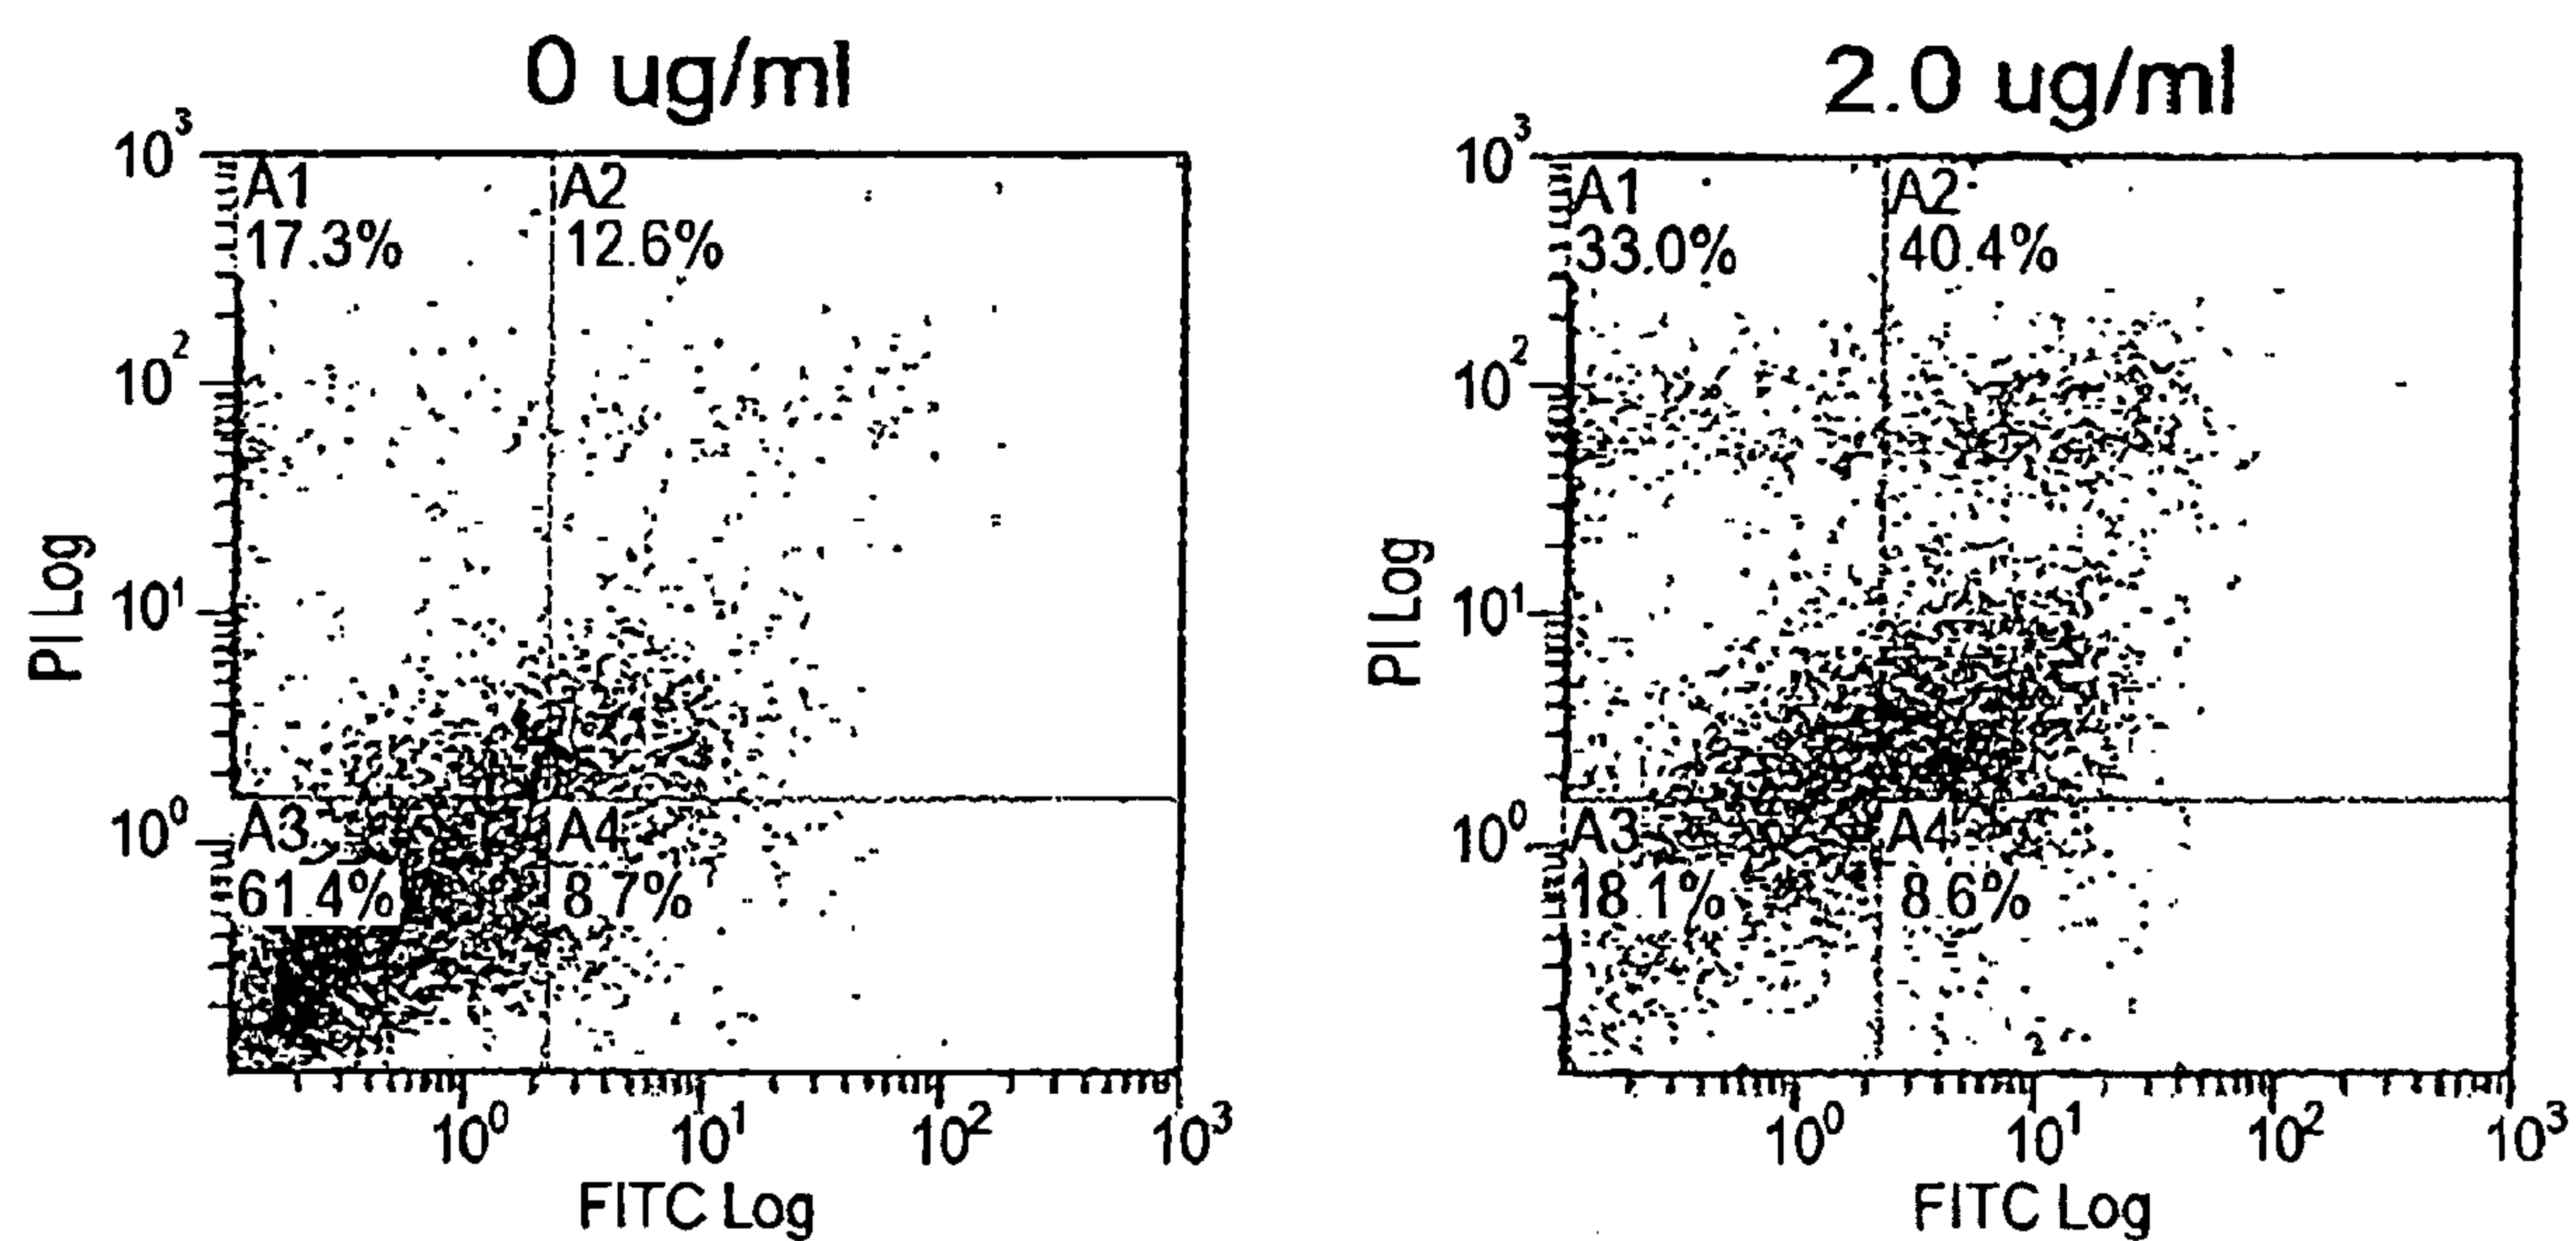 0 ug/ml
10³
A1
17.3%
A2
12.6%
10²
10¹
10⁰
PI Log
A3
61.4%
A4
8.7%
10⁰
10¹
10²
10³
FITC Log
2.0 ug/ml
10³
A1
33.0%
A2
40.4%
10²
10¹
10⁰
PI Log
A3
18.1%
A4
8.6%
10⁰
10¹
10²
10³
FITC Log